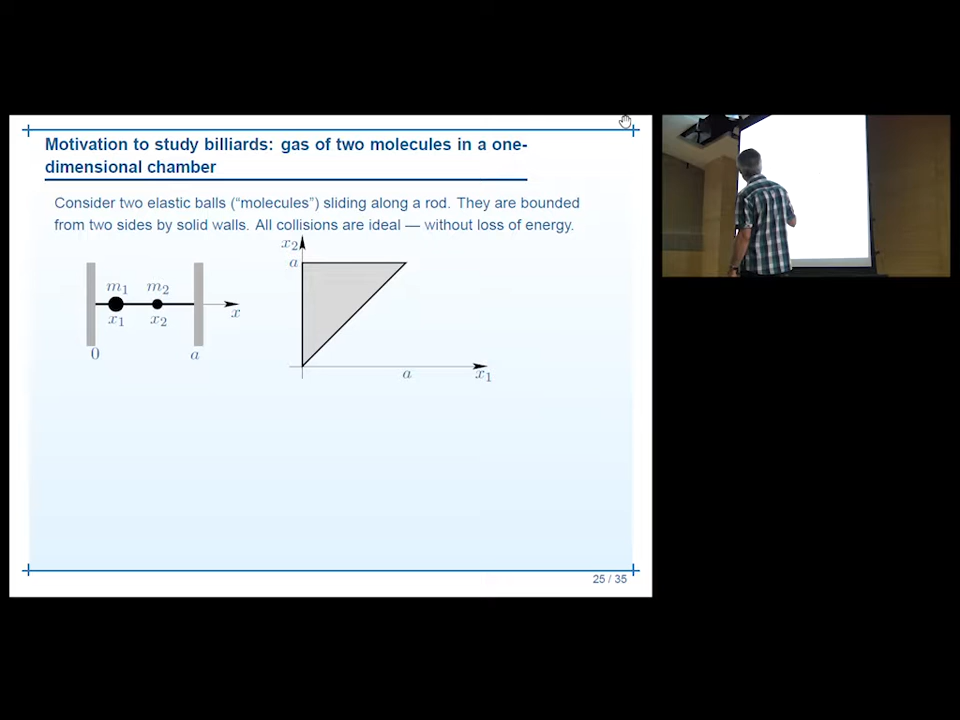 Motivation to study billiards: gas of two molecules in a one-
dimensional chamber
Consider two elastic balls (“molecules”) sliding along a rod. They are bounded
from two sides by solid walls. All collisions are ideal — without loss of energy.
x₂
a
m₁ m₂
x₁ x₂
x
0 a
a
x₁
25 / 35